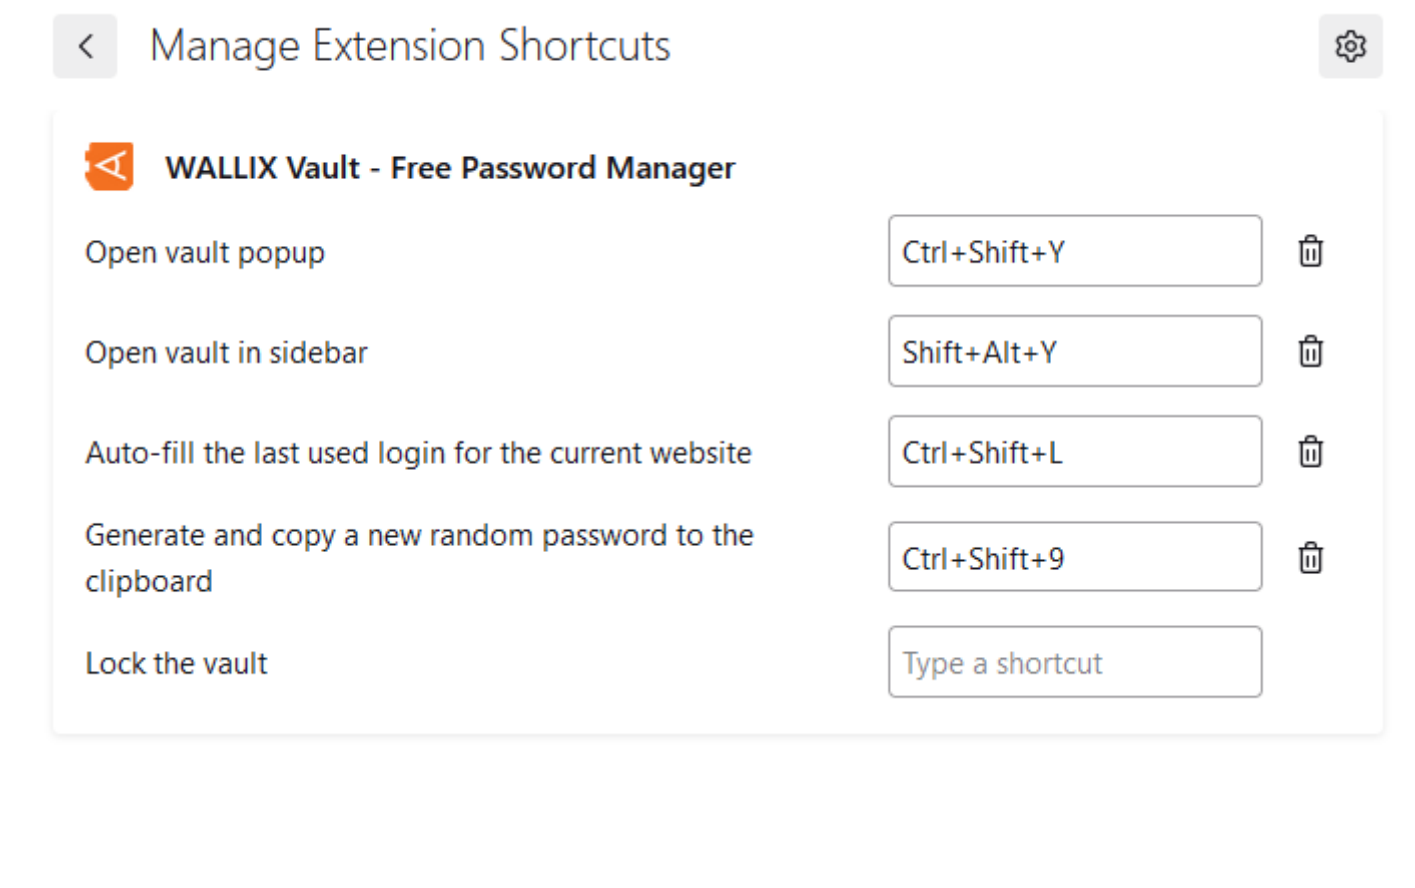 Manage Extension Shortcuts
WALLIX Vault - Free Password Manager
Open vault popup
Ctrl+Shift+Y
Open vault in sidebar
Shift+Alt+Y
Auto-fill the last used login for the current website
Ctrl+Shift+L
Generate and copy a new random password to the
clipboard
Ctrl+Shift+9
Lock the vault
Type a shortcut